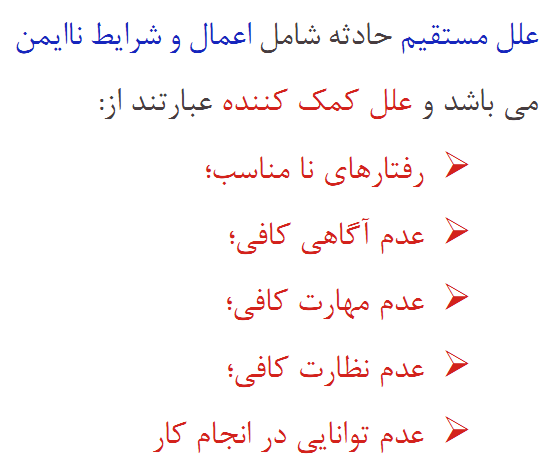 علل مستقیم حادثه شامل اعمال و شرایط ناایمن
می باشد و علل کمک کننده عبارتند از:
➢ رفتارهای نا مناسب؛
➢ عدم آگاهی کافی؛
➢ عدم مهارت کافی؛
➢ عدم نظارت کافی؛
➢ عدم توانایی در انجام کار